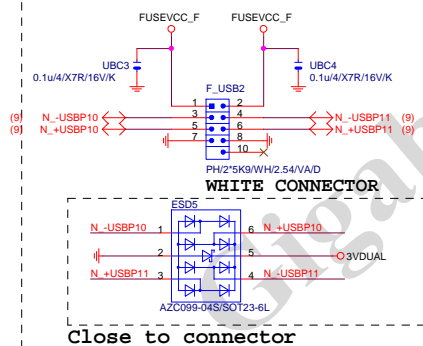 FUSEVCC_F FUSEVCC_F
UBC3 UBC4
0.1u/4/X7R/16V/K 0.1u/4/X7R/16V/K
F_USB2
1 2
(9) N_-USBP10 3 4 N_-USBP11 (9)
(9) N_+USBP10 5 6 N_+USBP11 (9)
7 8
10
PH/2*5K9/WH/2.54/VA/D
WHITE CONNECTOR
ESD5
N_-USBP10 1 6 N_+USBP10
2 5 3VDUAL
N_+USBP11 3 4 N_-USBP11
AZC099-04S/SOT23-6L
Close to connector
Gigab